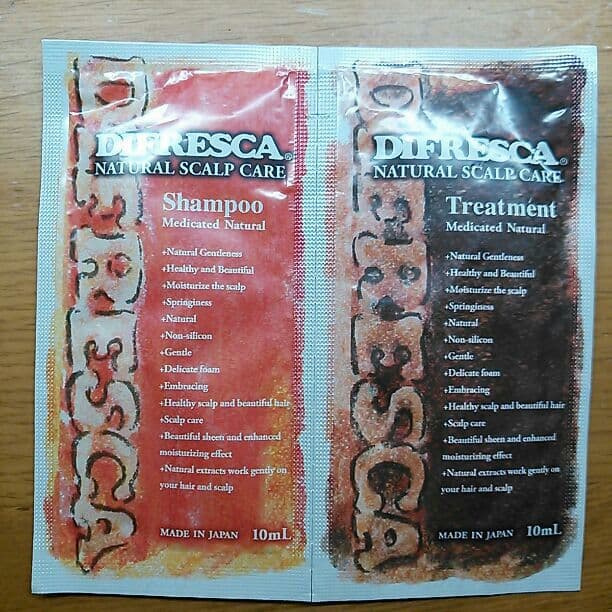 DIFRESCA
DIFRESCA®
NATURAL SCALP CARE
Shampoo
Medicated Natural
+Natural Gentleness
+Healthy and Beautiful
+Moisturize the scalp
+Springiness
+Natural
+Non-silicon
+Gentle
+Delicate foam
+Embracing
+Healthy scalp and beautiful hair
+Scalp care
+Beautiful sheen and enhanced
moisturizing effect
+Natural extracts work gently on
your hair and scalp
MADE IN JAPAN 10mL
DIFRESCA
DIFRESCA®
NATURAL SCALP CARE
Treatment
Medicated Natural
+Natural Gentleness
+Healthy and Beautiful
+Moisturize the scalp
+Springiness
+Natural
+Non-silicon
+Gentle
+Delicate foam
+Embracing
+Healthy scalp and beautiful hair
+Scalp care
+Beautiful sheen and enhanced
moisturizing effect
+Natural extracts work gently on
your hair and scalp
MADE IN JAPAN 10mL